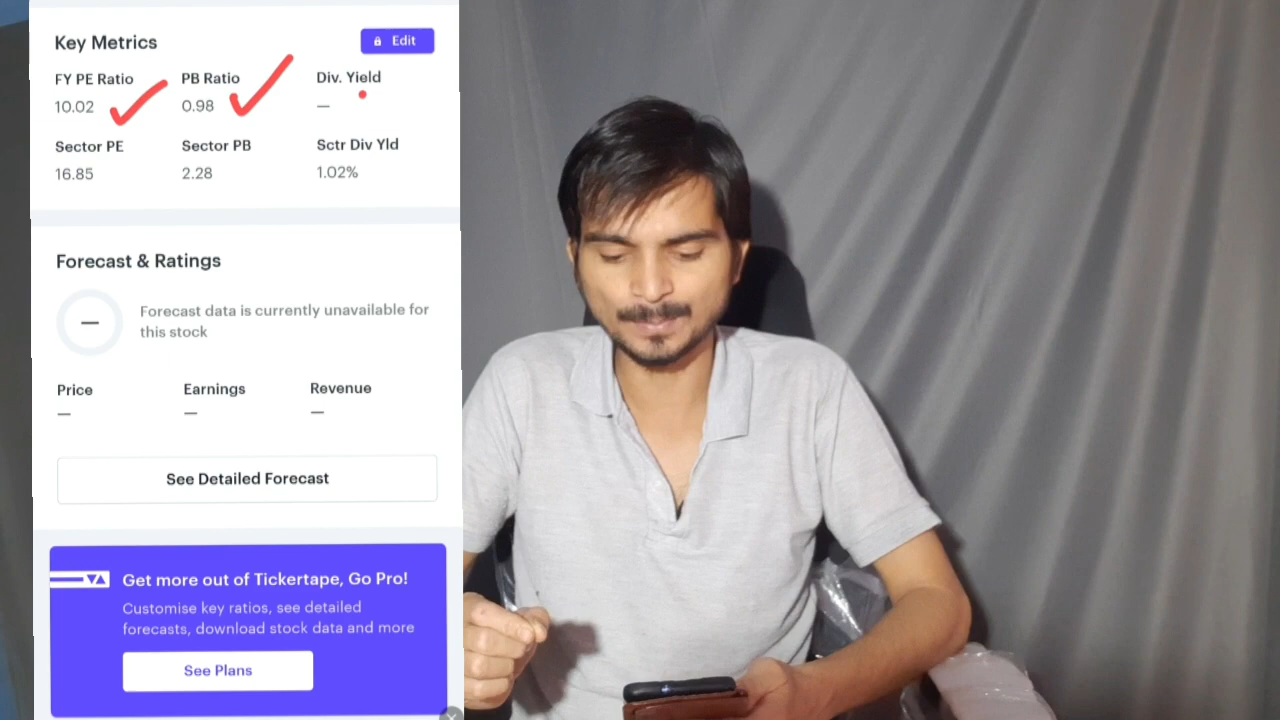 Key Metrics
Edit
FY PE Ratio
PB Ratio
Div. Yield
10.02
0.98
—
Sector PE
Sector PB
Sctr Div Yld
16.85
2.28
1.02%
Forecast & Ratings
—
Forecast data is currently unavailable for
this stock
Price
Earnings
Revenue
—
—
—
See Detailed Forecast
Get more out of Tickertape, Go Pro!
Customise key ratios, see detailed
forecasts, download stock data and more
See Plans